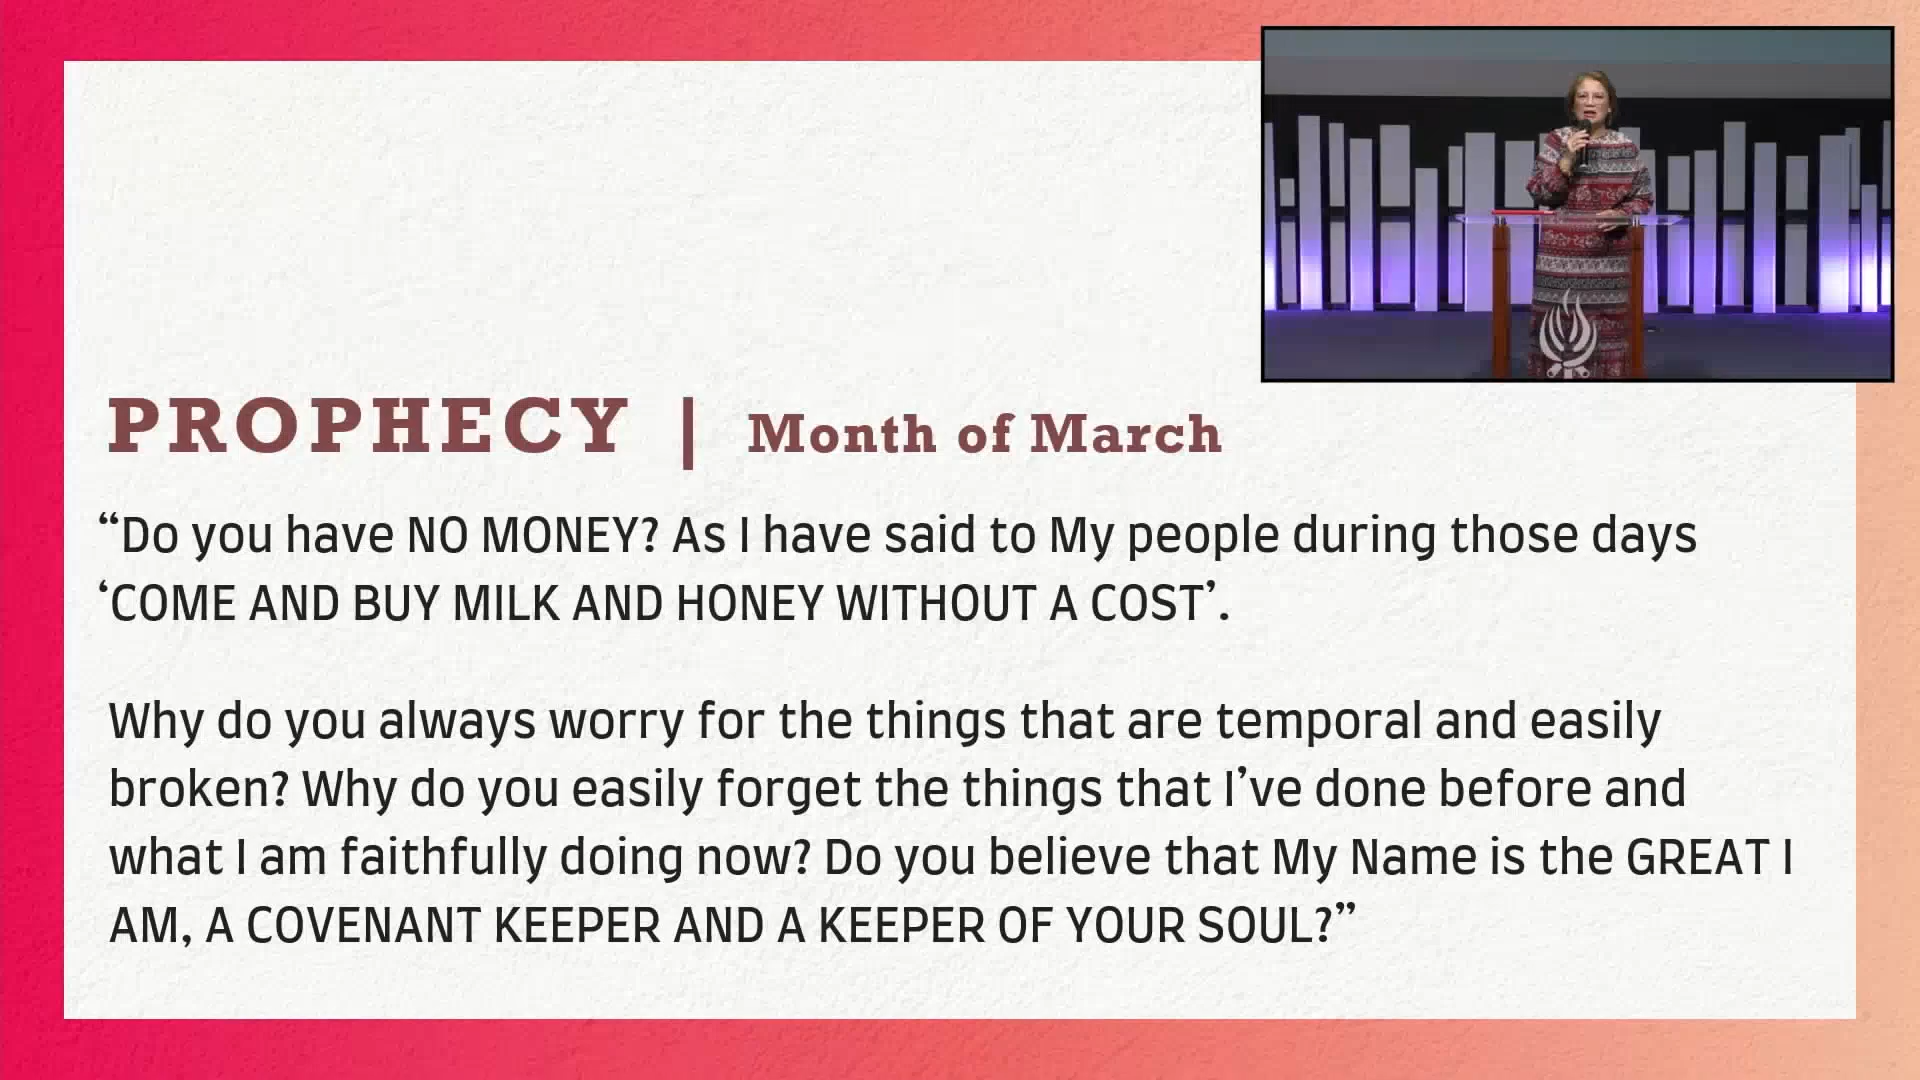 PROPHECY | Month of March
“Do you have NO MONEY? As I have said to My people during those days
‘COME AND BUY MILK AND HONEY WITHOUT A COST’.
Why do you always worry for the things that are temporal and easily
broken? Why do you easily forget the things that I’ve done before and
what I am faithfully doing now? Do you believe that My Name is the GREAT I
AM, A COVENANT KEEPER AND A KEEPER OF YOUR SOUL?”